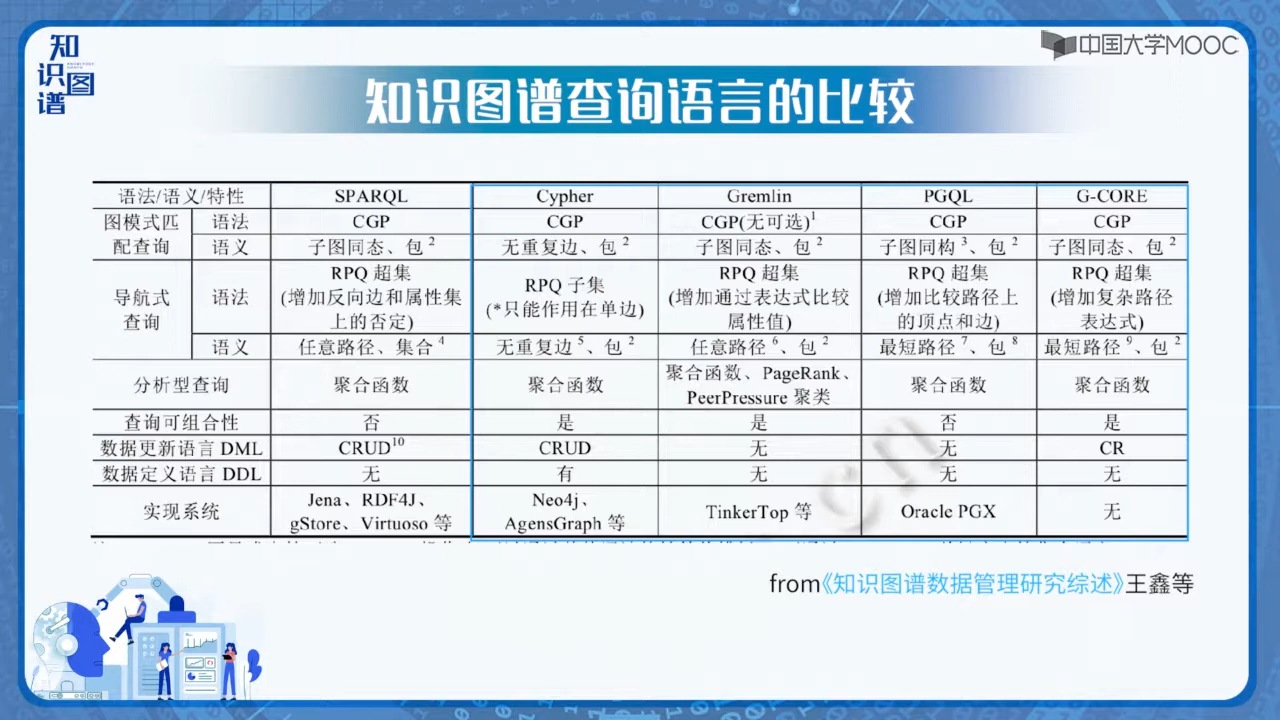 知识图谱
中国大学MOOC
知识图谱查询语言的比较
语法/语义/特性 SPARQL Cypher Gremlin PGQL G-CORE
图模式匹配查询 语法 CGP CGP CGP(无可选)1 CGP CGP
语义 子图同态、包 2 无重复边、包 2 子图同态、包 2 子图同构 3、包 2 子图同态、包 2
导航式查询 语法 RPQ 超集(增加反向边和属性集上的否定) RPQ 子集(*只能作用在单边) RPQ 超集(增加通过表达式比较属性值) RPQ 超集(增加比较路径上的顶点和边) RPQ 超集(增加复杂路径表达式)
语义 任意路径、集合 4 无重复边 5、包 2 任意路径 6、包 2 最短路径 7、包 8 最短路径 9、包 2
分析型查询 聚合函数 聚合函数 聚合函数、PageRank、PeerPressure 聚类 聚合函数 聚合函数
查询可组合性 否 是 是 否 是
数据更新语言 DML CRUD10 CRUD 无 无 CR
数据定义语言 DDL 无 有 无 无 无
实现系统 Jena、RDF4J、gStore、Virtuoso 等 Neo4j、AgensGraph 等 TinkerTop 等 Oracle PGX 无
cn
from《知识图谱数据管理研究综述》王鑫等